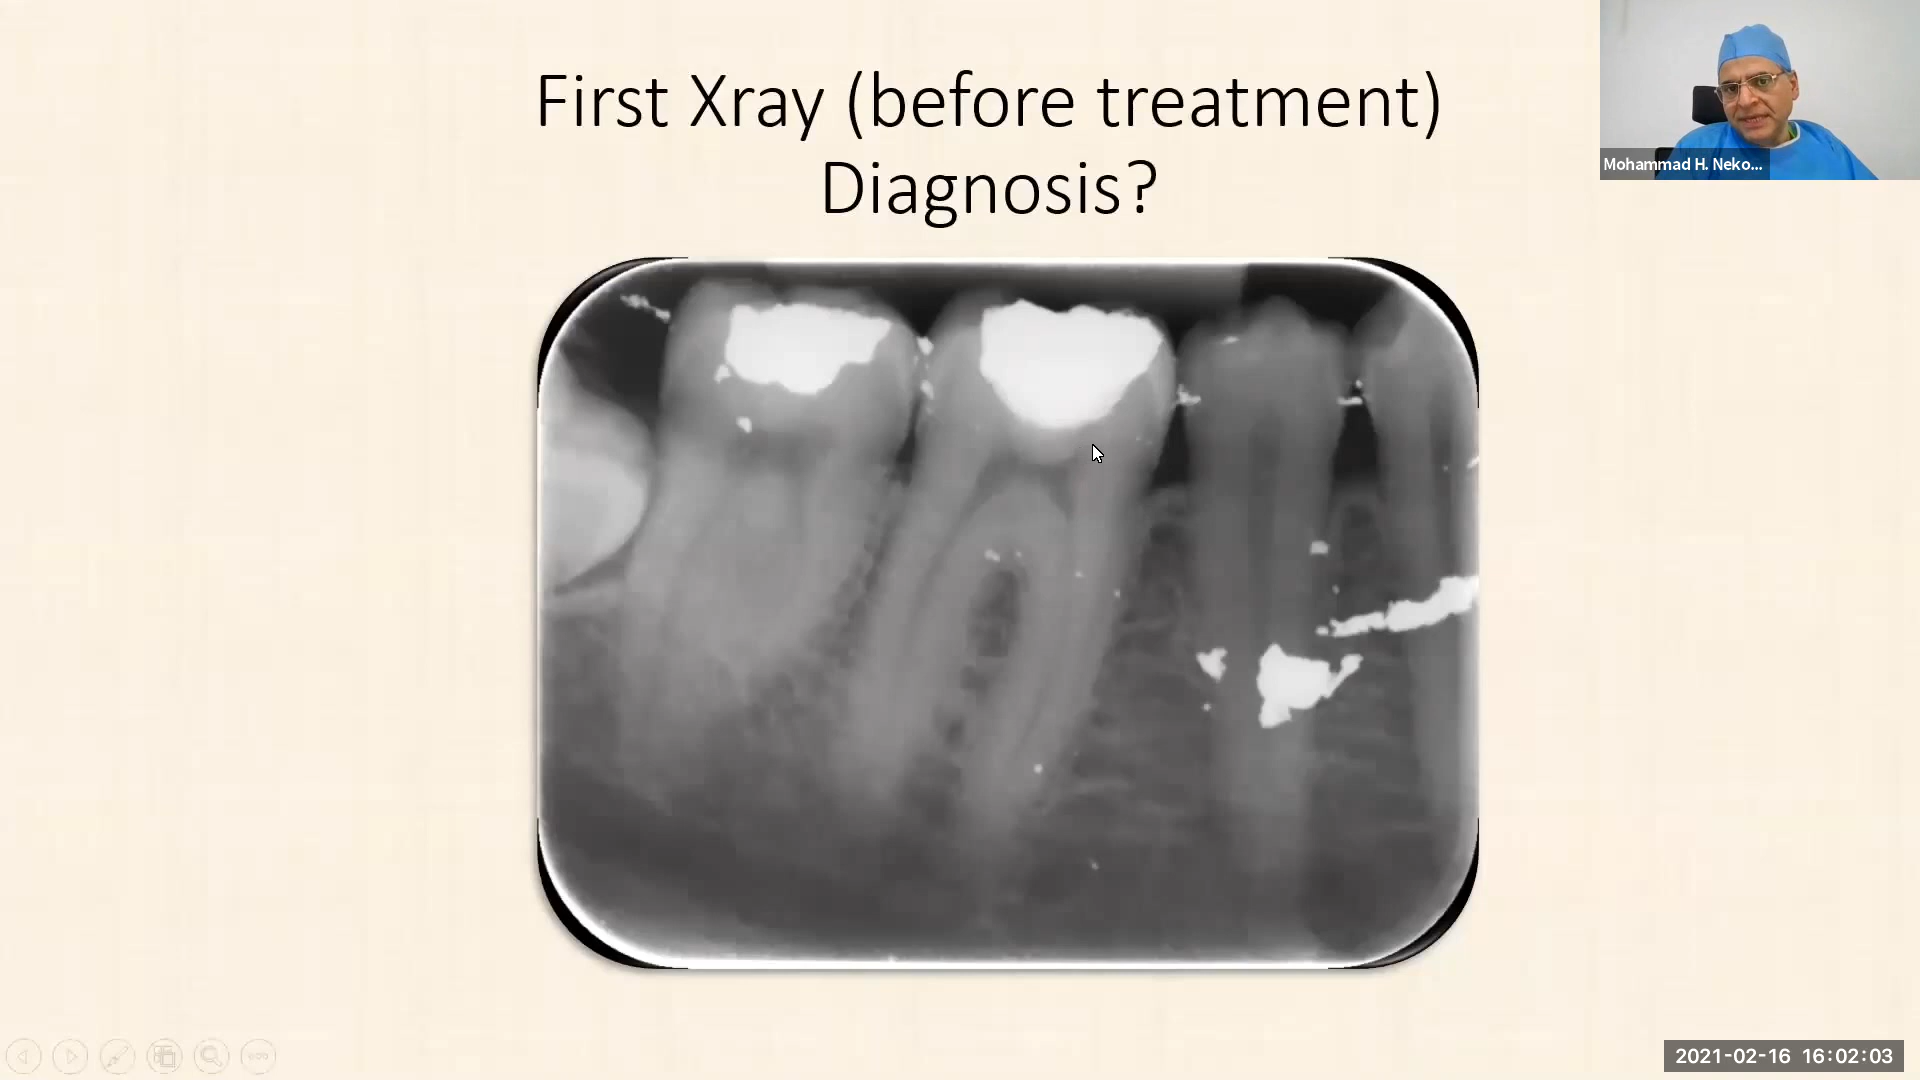 First Xray (before treatment)
Diagnosis?
Mohammad H. Neko...
2021-02-16 16:02:03